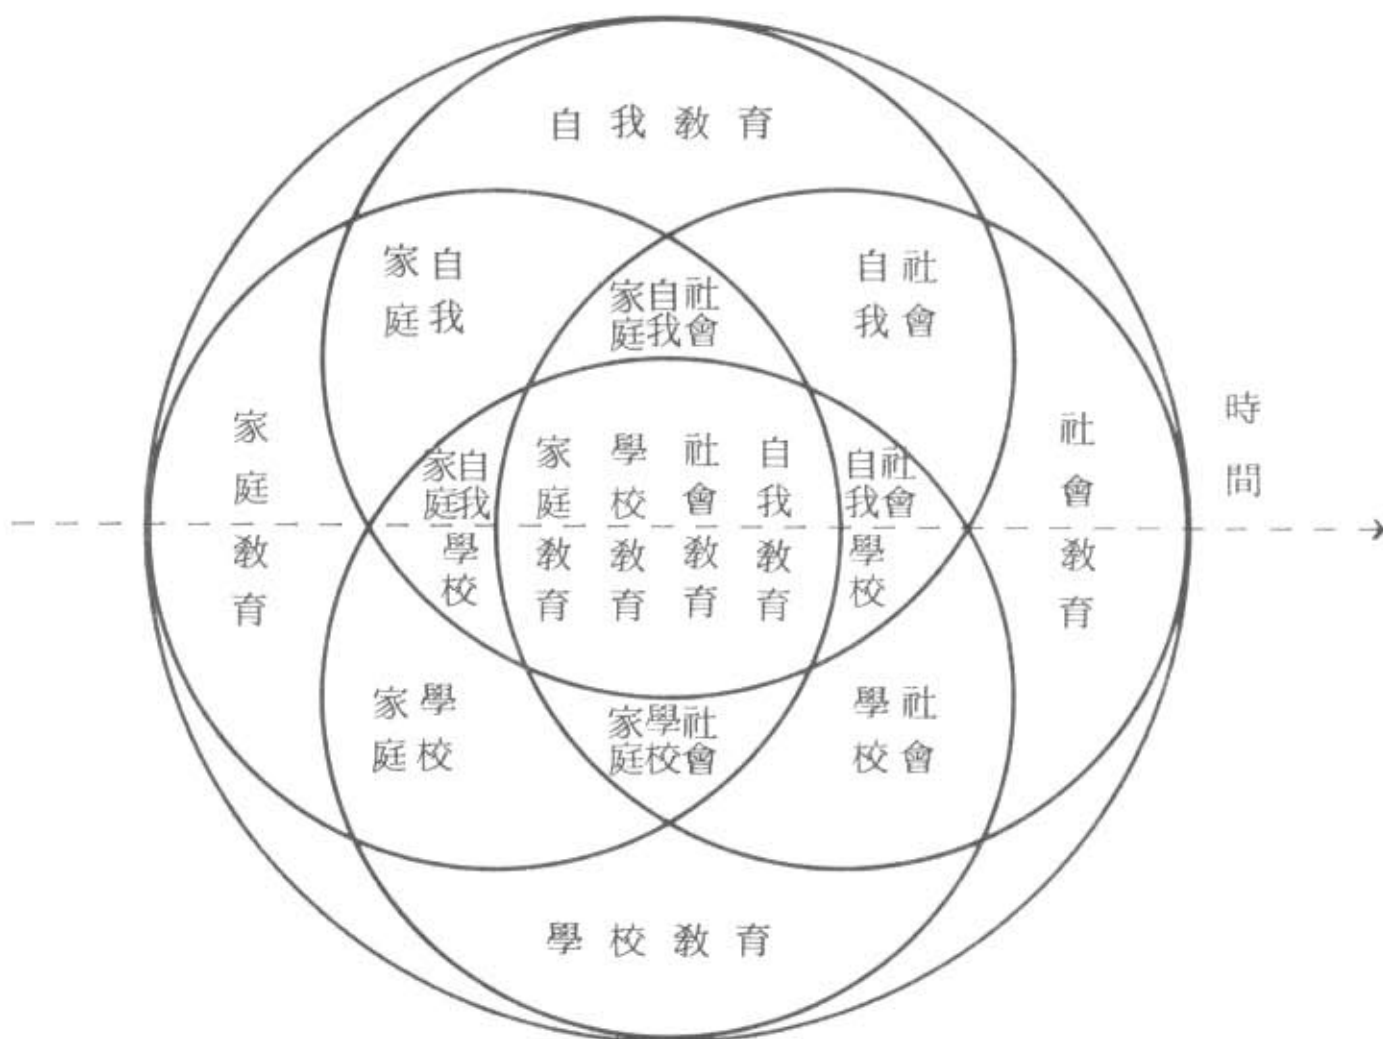 自我教育
家庭
自我
家庭
自我
社會
自我
社會
家庭教育
家庭
自我
學校
家庭教育
學校教育
社會教育
自我教育
自我
社會
學校
社會教育
時間
家庭
學校
家庭
學校
社會
學校
社會
學校教育